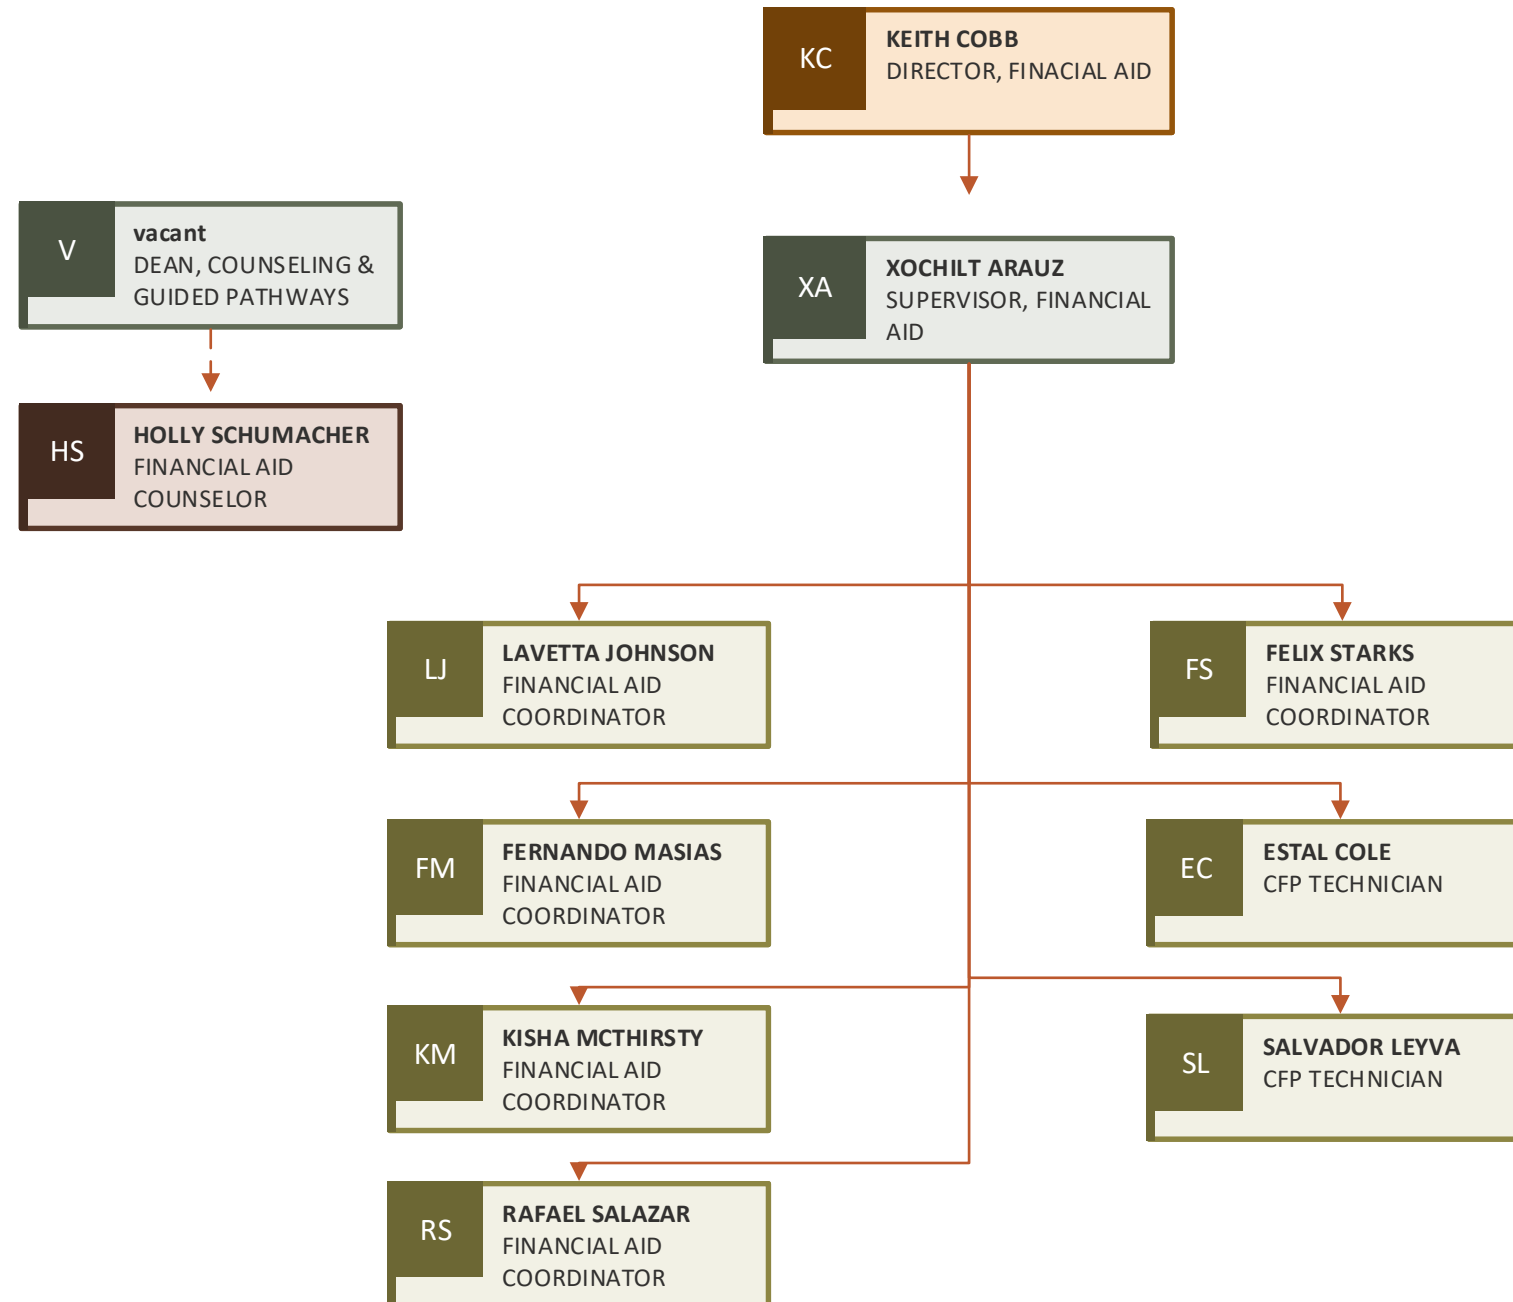 KC
KEITH COBB
DIRECTOR, FINACIAL AID
V
vacant
DEAN, COUNSELING &
GUIDED PATHWAYS
XA
XOCHILT ARAUZ
SUPERVISOR, FINANCIAL
AID
HS
HOLLY SCHUMACHER
FINANCIAL AID
COUNSELOR
LJ
LAVETTA JOHNSON
FINANCIAL AID
COORDINATOR
FS
FELIX STARKS
FINANCIAL AID
COORDINATOR
FM
FERNANDO MASIAS
FINANCIAL AID
COORDINATOR
EC
ESTAL COLE
CFP TECHNICIAN
KM
KISHA MCTHIRSTY
FINANCIAL AID
COORDINATOR
SL
SALVADOR LEYVA
CFP TECHNICIAN
RS
RAFAEL SALAZAR
FINANCIAL AID
COORDINATOR